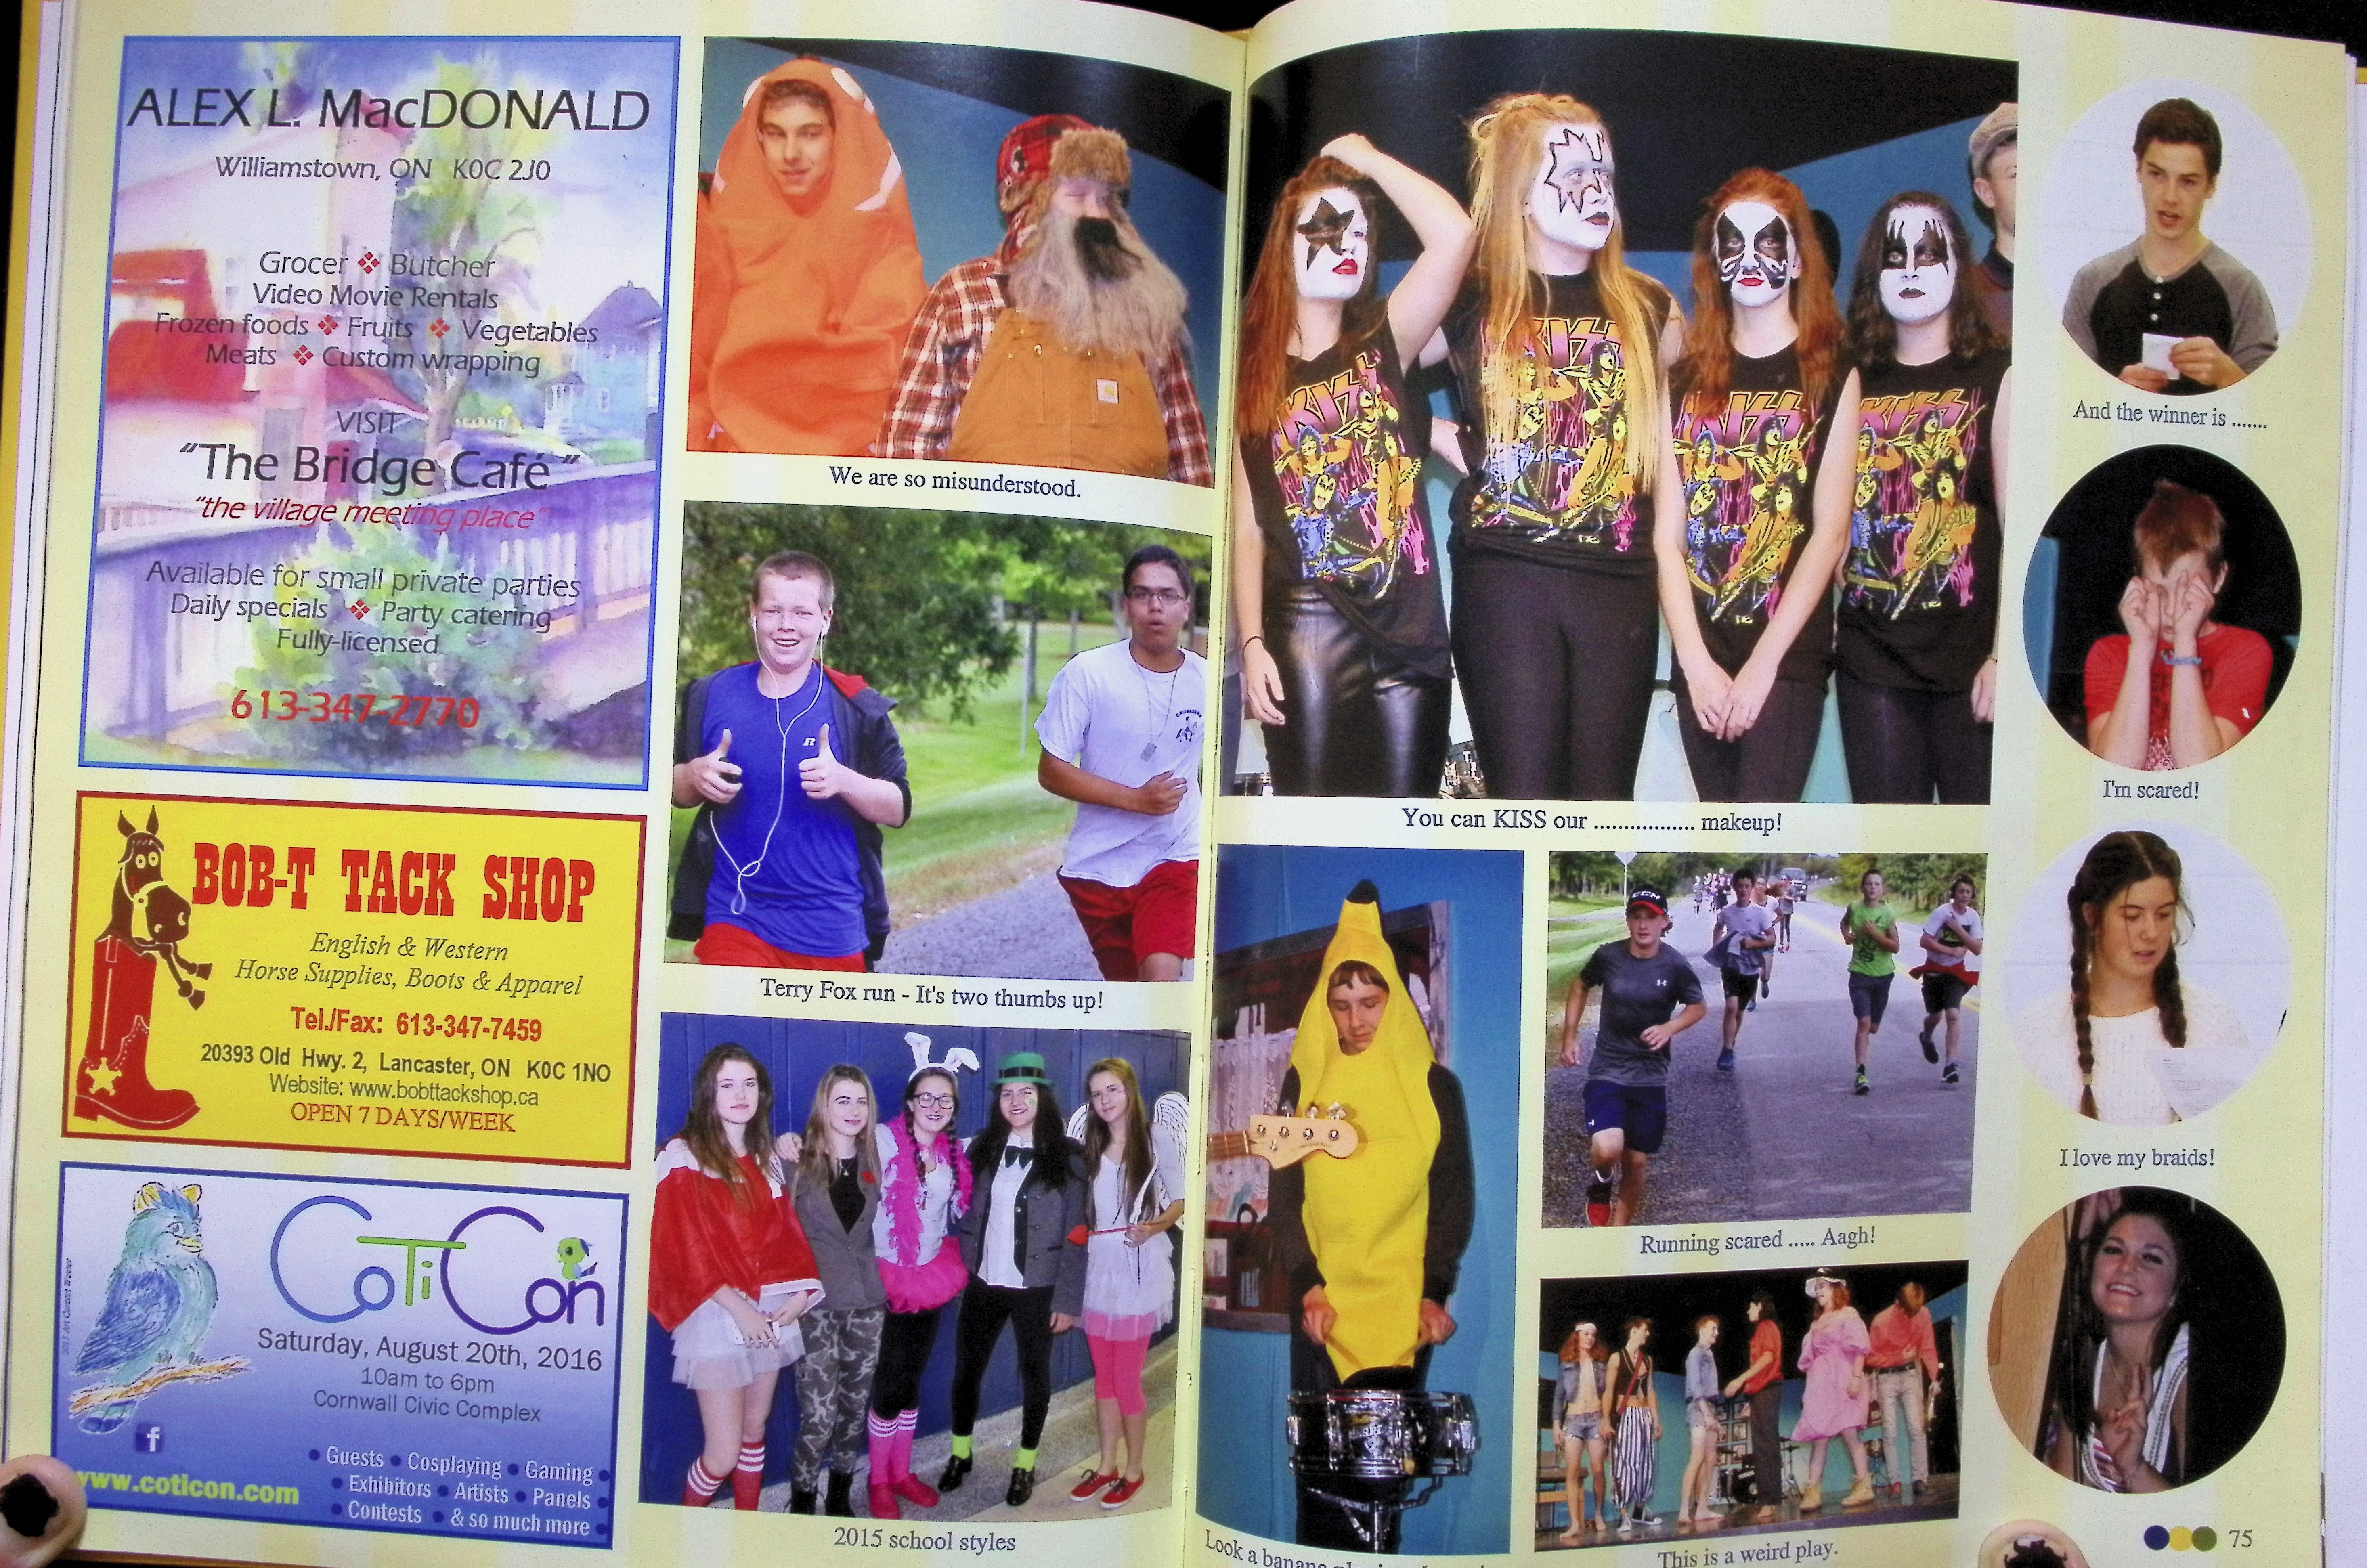 ALEX L. MacDONALD
Williamstown, ON K0C 2J0
Grocer ❖ Butcher
Video Movie Rentals
Frozen foods ❖ Fruits ❖ Vegetables
Meats ❖ Custom wrapping
VISIT
"The Bridge Café"
"the village meeting place"
Available for small private parties
Daily specials ❖ Party catering
Fully-licensed
613-347-2770
BOB-T TACK SHOP
English & Western
Horse Supplies, Boots & Apparel
Tel./Fax: 613-347-7459
20393 Old Hwy. 2, Lancaster, ON K0C 1NO
Website: www.bobttackshop.ca
OPEN 7 DAYS/WEEK
CoTiCon
Saturday, August 20th, 2016
10am to 6pm
Cornwall Civic Complex
f
• Guests • Cosplaying • Gaming •
• Exhibitors • Artists • Panels •
• Contests • & so much more •
www.coticon.com
We are so misunderstood.
R
CRUSADERS
Terry Fox run - It's two thumbs up!
2015 school styles
KISS
KISS
KISS
KISS
You can KISS our ................. makeup!
Look a banana
Running scared ..... Aagh!
This is a weird play.
And the winner is .......
I'm scared!
I love my braids!
75